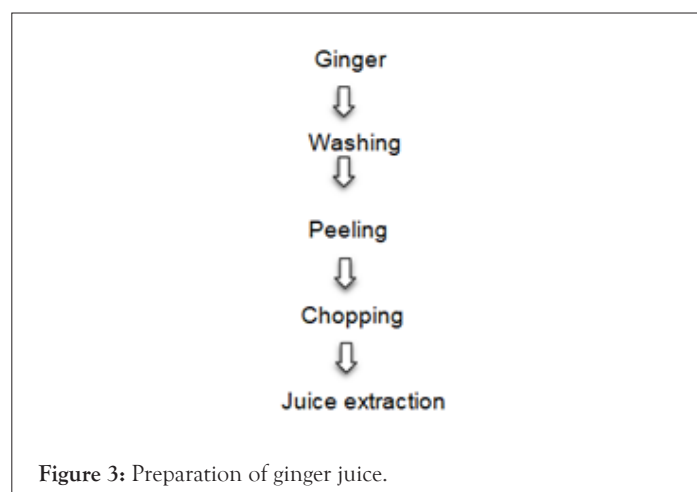 Ginger
Washing
Peeling
Chopping
Juice extraction
Figure 3: Preparation of ginger juice.